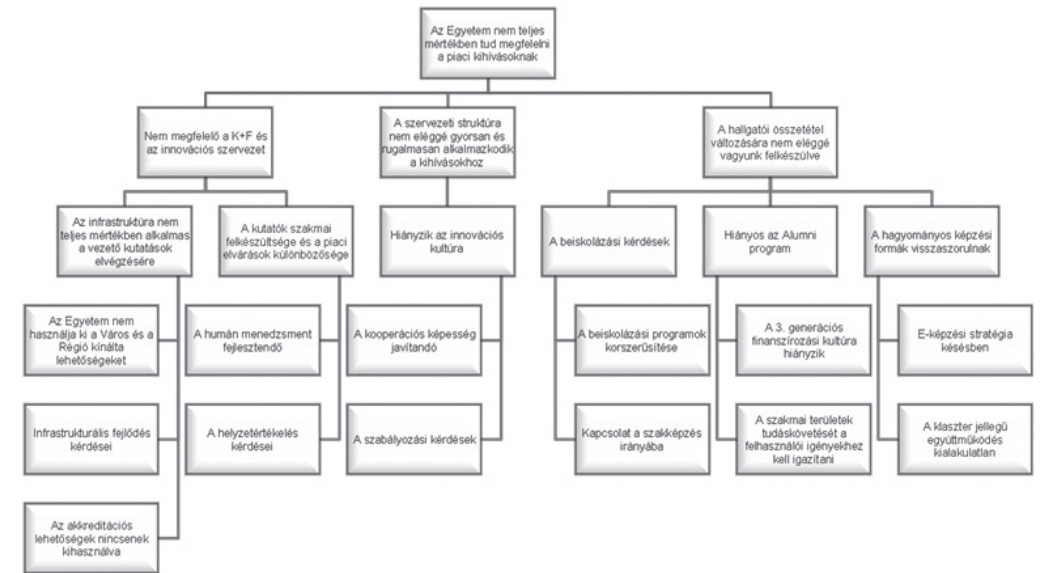 Az Egyetem nem teljes
mértékben tud megfelelni
a piaci kihívásoknak
Nem megfelelő a K+F és
az innovációs szervezet
A szervezeti struktúra
nem eléggé gyorsan és
rugalmasan alkalmazkodik
a kihívásokhoz
A hallgatói összetétel
változására nem eléggé
vagyunk felkészülve
Az infrastruktúra nem
teljes mértékben alkalmas
a vezető kutatások
elvégzésére
A kutatók szakmai
felkészültsége és a piaci
elvárások különbözősége
Hiányzik az innovációs
kultúra
A beiskolázási kérdések
Hiányos az Alumni
program
A hagyományos képzési
formák visszaszorulnak
Az Egyetem nem
használja ki a Város és a
Régió kínálta
lehetőségeket
A humán menedzsment
fejlesztendő
A kooperációs képesség
javítandó
A beiskolázási programok
korszerűsítése
A 3. generációs
finanszírozási kultúra
hiányzik
E-képzési stratégia
késésben
Infrastrukturális fejlődés
kérdései
A helyzetértékelés
kérdései
A szabályozási kérdések
Kapcsolat a szakképzés
irányába
A szakmai területek
tudáskövetését a
felhasználói igényekhez
kell igazítani
A klaszter jellegű
együttműködés
kialakulatlan
Az akkreditációs
lehetőségek nincsenek
kihasználva